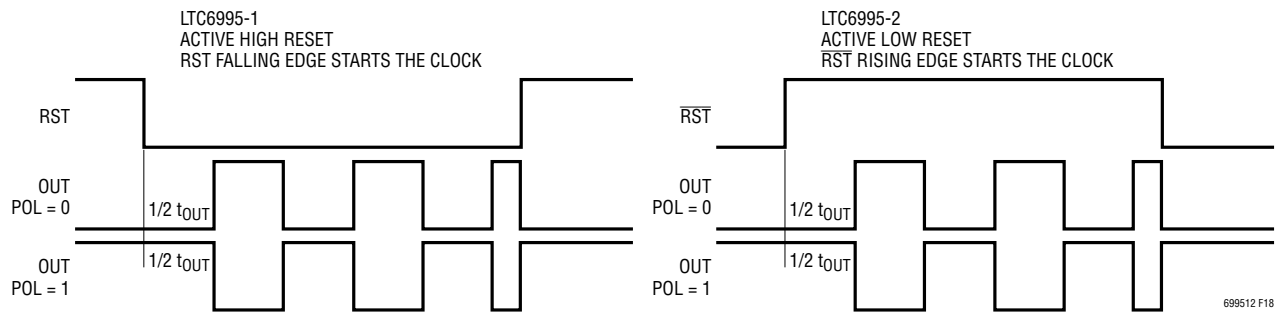 LTC6995-1
ACTIVE HIGH RESET
RST FALLING EDGE STARTS THE CLOCK
RST
OUT
POL = 0
1/2 tOUT
OUT
POL = 1
1/2 tOUT
LTC6995-2
ACTIVE LOW RESET
R̅S̅T̅ RISING EDGE STARTS THE CLOCK
R̅S̅T̅
OUT
POL = 0
1/2 tOUT
OUT
POL = 1
1/2 tOUT
699512 F18